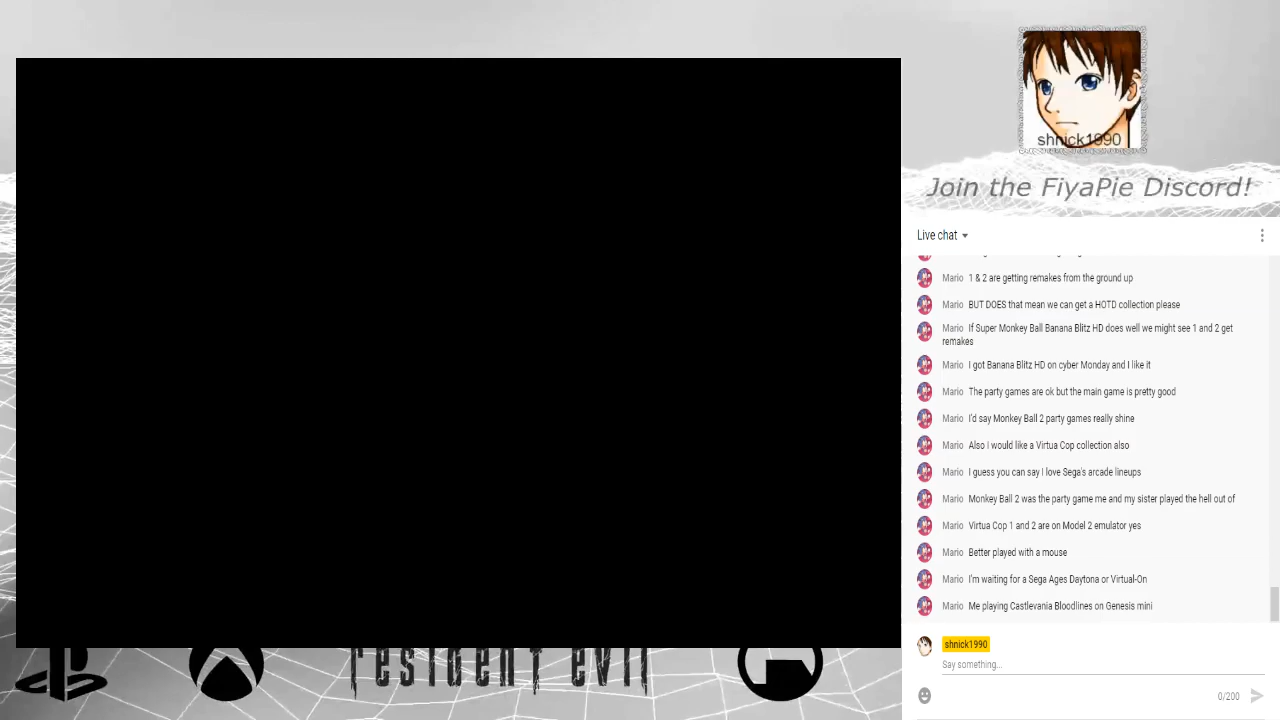 shnick1990
Join the FiyaPie Discord!
Live chat
Mario 1 & 2 are getting remakes from the ground up
Mario BUT DOES that mean we can get a HOTD collection please
Mario If Super Monkey Ball Banana Blitz HD does well we might see 1 and 2 get
remakes
Mario I got Banana Blitz HD on cyber Monday and I like it
Mario The party games are ok but the main game is pretty good
Mario I'd say Monkey Ball 2 party games really shine
Mario Also I would like a Virtua Cop collection also
Mario I guess you can say I love Sega's arcade lineups
Mario Monkey Ball 2 was the party game me and my sister played the hell out of
Mario Virtua Cop 1 and 2 are on Model 2 emulator yes
Mario Better played with a mouse
Mario I'm waiting for a Sega Ages Daytona or Virtual-On
Mario Me playing Castlevania Bloodlines on Genesis mini
shnick1990
Say something...
0/200
resident evil